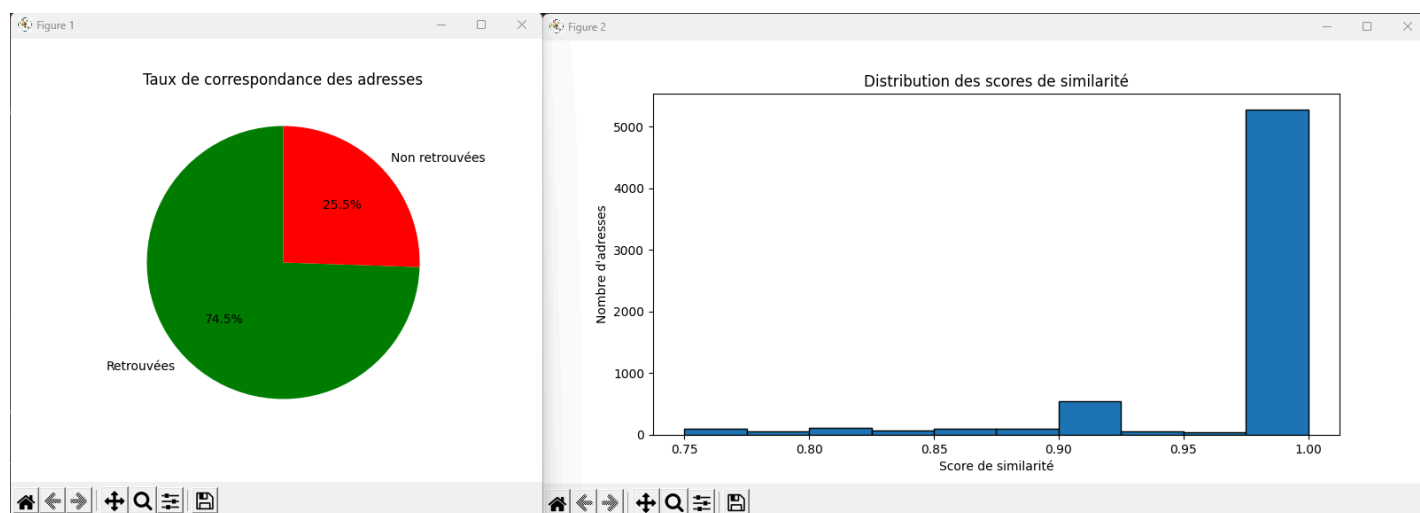 Figure 1
Taux de correspondance des adresses
Non retrouvées
25.5%
74.5%
Retrouvées
Figure 2
Distribution des scores de similarité
Nombre d'adresses
5000
4000
3000
2000
1000
0
0.75
0.80
0.85
0.90
0.95
1.00
Score de similarité